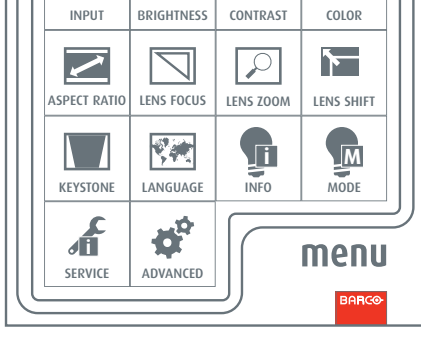 INPUT BRIGHTNESS CONTRAST COLOR
ASPECT RATIO LENS FOCUS LENS ZOOM LENS SHIFT
i M
KEYSTONE LANGUAGE INFO MODE
i
SERVICE ADVANCED
menu
BARCO